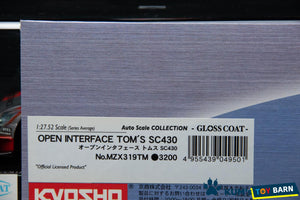 1:27.52 Scale (Series Average) Auto Scale COLLECTION - GLOSS COAT -
OPEN INTERFACE TOM'S SC430
オープンインタフェース トムス SC430
No.MZX319TM ●3200
"Official Licensed Product"
4 955439 049501
KYOSHO
TOY BARN